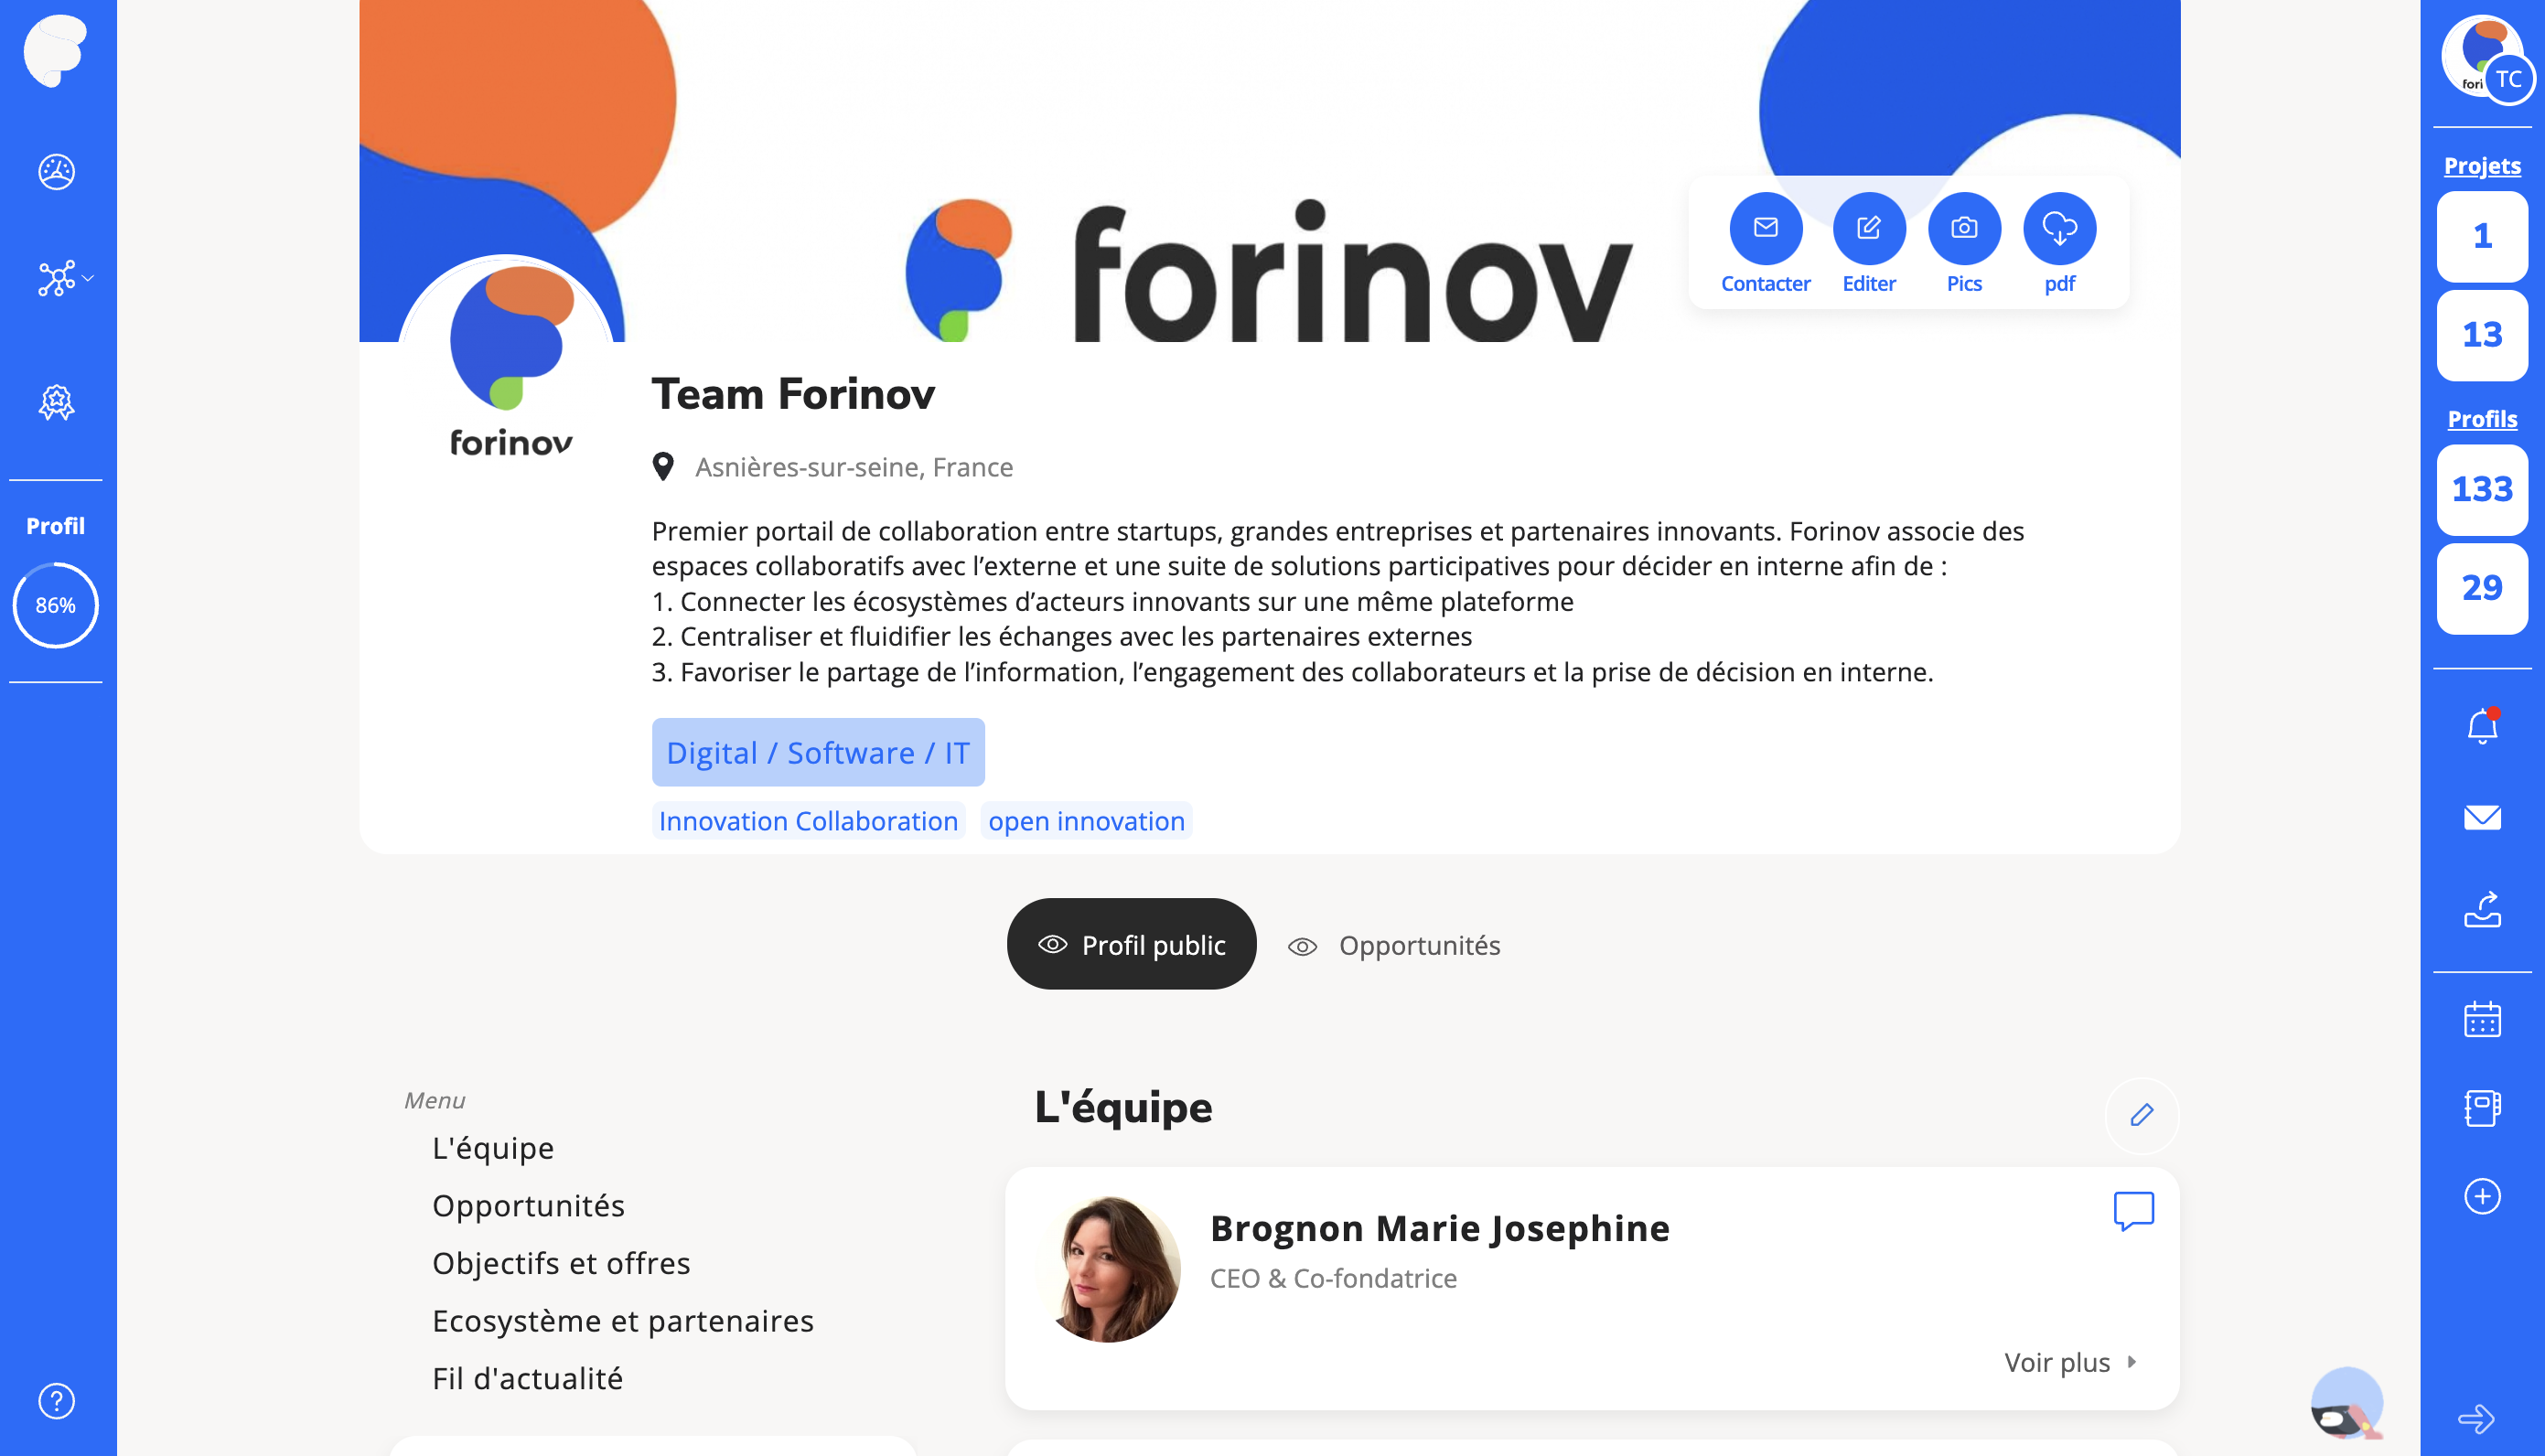 forinov
Contacter Editer Pics pdf
forinov
Team Forinov
Asnières-sur-seine, France
Premier portail de collaboration entre startups, grandes entreprises et partenaires innovants. Forinov associe des
espaces collaboratifs avec l’externe et une suite de solutions participatives pour décider en interne afin de :
1. Connecter les écosystèmes d’acteurs innovants sur une même plateforme
2. Centraliser et fluidifier les échanges avec les partenaires externes
3. Favoriser le partage de l’information, l’engagement des collaborateurs et la prise de décision en interne.
Digital / Software / IT
Innovation Collaboration open innovation
Profil public Opportunités
Profil
86%
Menu
L'équipe
Opportunités
Objectifs et offres
Ecosystème et partenaires
Fil d'actualité
L'équipe
Brognon Marie Josephine
CEO & Co-fondatrice
Voir plus
TC
Projets
1
13
Profils
133
29